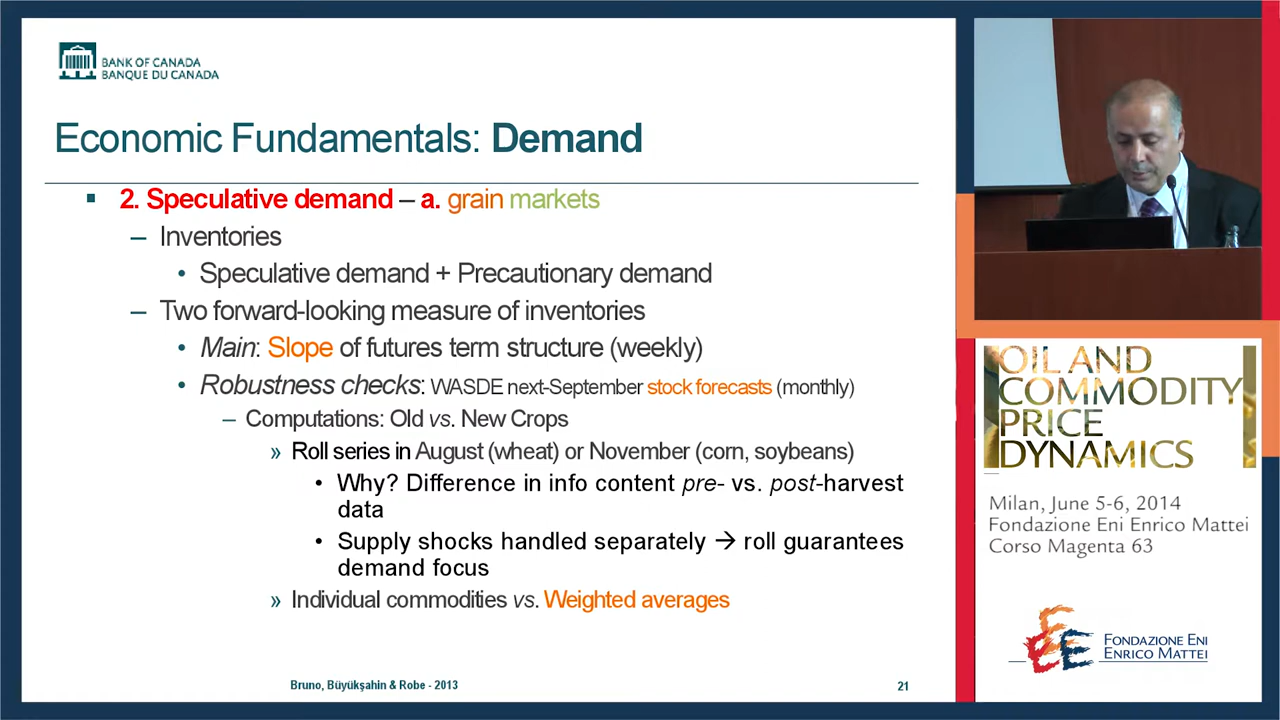 BANK OF CANADA
BANQUE DU CANADA
Economic Fundamentals: Demand
▪ 2. Speculative demand – a. grain markets
– Inventories
• Speculative demand + Precautionary demand
– Two forward-looking measure of inventories
• Main: Slope of futures term structure (weekly)
• Robustness checks: WASDE next-September stock forecasts (monthly)
– Computations: Old vs. New Crops
» Roll series in August (wheat) or November (corn, soybeans)
• Why? Difference in info content pre- vs. post-harvest
data
• Supply shocks handled separately → roll guarantees
demand focus
» Individual commodities vs. Weighted averages
Bruno, Büyükşahin & Robe - 2013
21
OIL AND
COMMODITY
PRICE
DYNAMICS
Milan, June 5-6, 2014
Fondazione Eni Enrico Mattei
Corso Magenta 63
FONDAZIONE ENI
ENRICO MATTEI